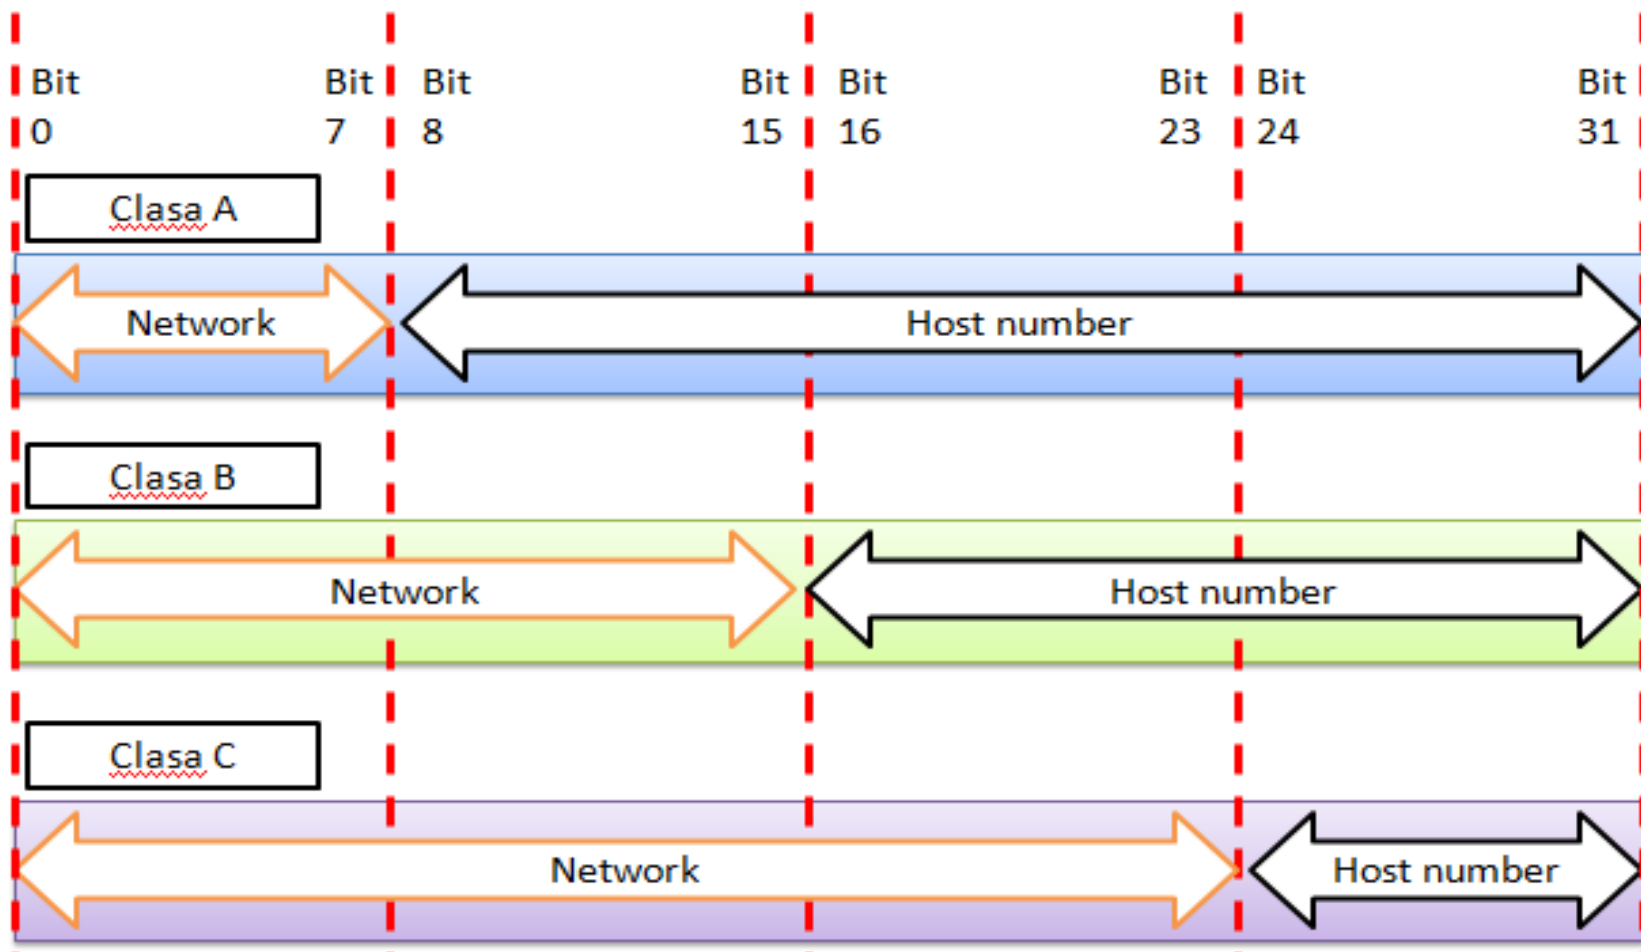 Bit Bit Bit Bit Bit Bit Bit Bit
0 7 8 15 16 23 24 31
Clasa A
Network Host number
Clasa B
Network Host number
Clasa C
Network Host number